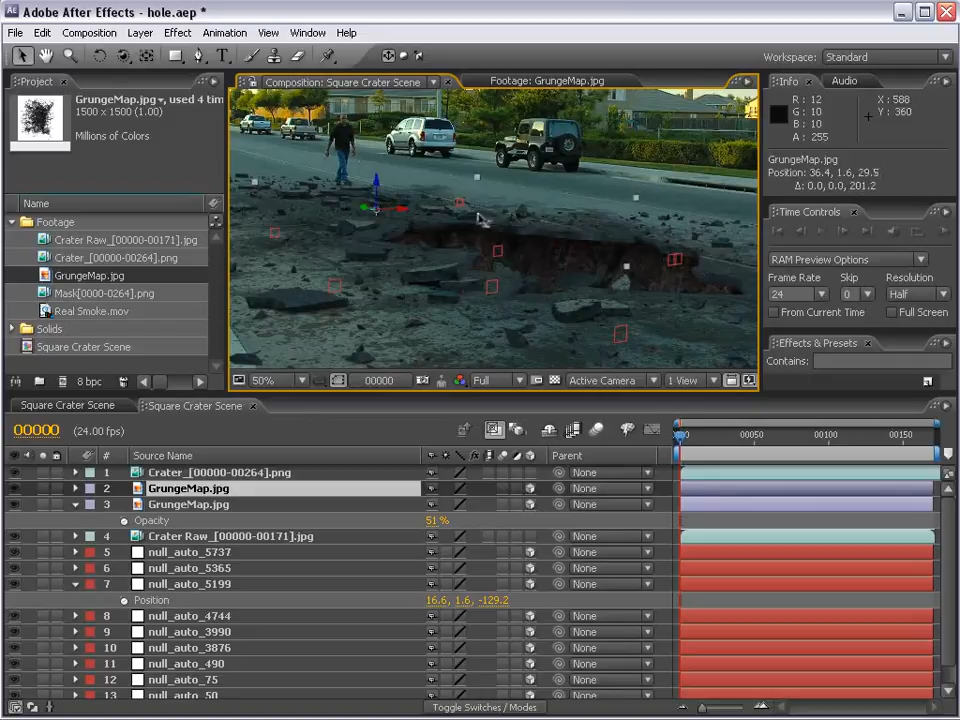 Adobe After Effects - hole.aep *
File Edit Composition Layer Effect Animation View Window Help
Workspace: Standard
Project
GrungeMap.jpg, used 4 tim
1500 x 1500 (1.00)
Millions of Colors
Name
Footage
Crater Raw_[00000-00171].jpg
Crater_[00000-00264].png
GrungeMap.jpg
Mask[0000-0264].png
Real Smoke.mov
Solids
Square Crater Scene
8 bpc
Composition: Square Crater Scene
Footage: GrungeMap.jpg
50% 00000 Full Active Camera 1 View
Info Audio
R: 12 X: 588
G: 10 Y: 360
B: 10
A: 255
GrungeMap.jpg
Position: 36.4, 1.6, 29.5
Δ: 0.0, 0.0, 201.2
Time Controls
RAM Preview Options
Frame Rate Skip Resolution
24 0 Half
From Current Time Full Screen
Effects & Presets
Contains:
Square Crater Scene Square Crater Scene
00000 (24.00 fps)
00050 00100 00150
# Source Name Parent
1 Crater_[00000-00264].png None
2 GrungeMap.jpg None
3 GrungeMap.jpg None
Opacity 51 %
4 Crater Raw_[00000-00171].jpg None
5 null_auto_5737 None
6 null_auto_5365 None
7 null_auto_5199 None
Position 16.6, 1.6, -129.2
8 null_auto_4744 None
9 null_auto_3990 None
10 null_auto_3876 None
11 null_auto_490 None
12 null_auto_75 None
13 null_auto_50 None
Toggle Switches / Modes